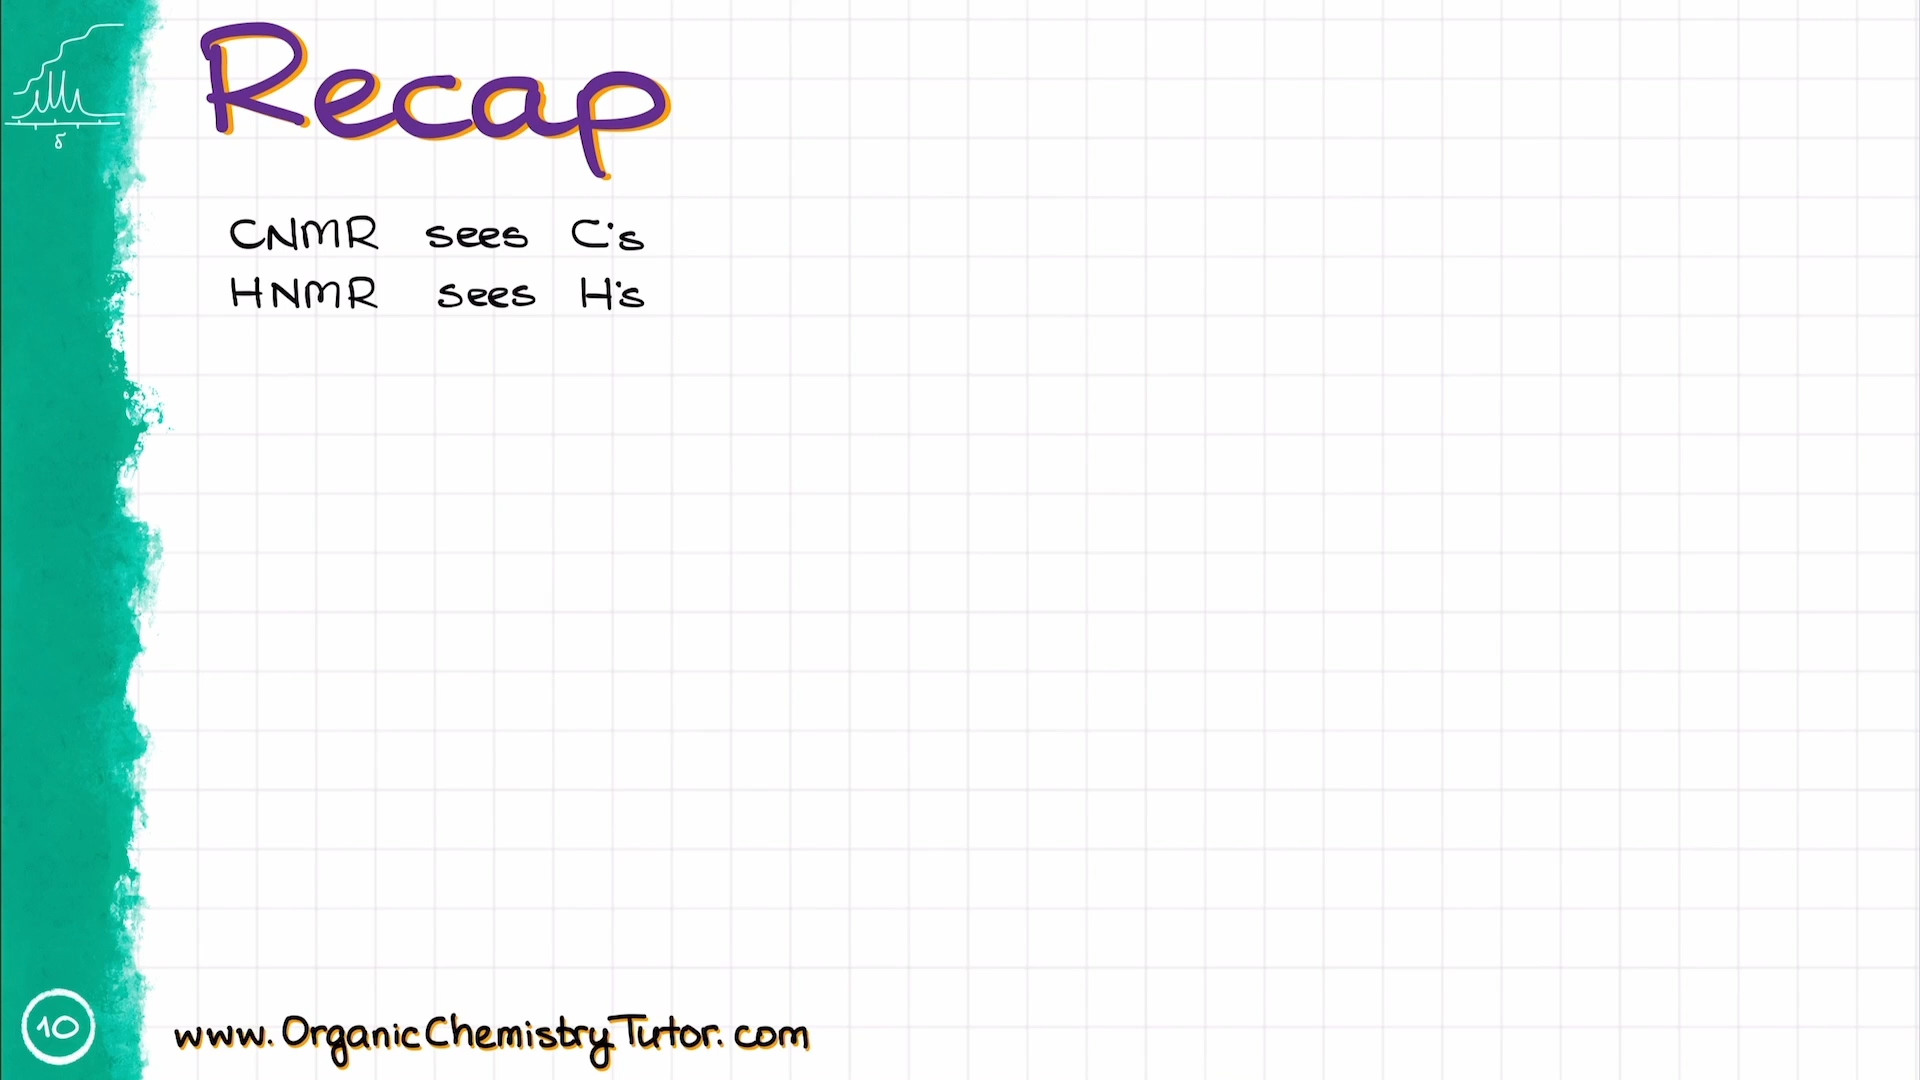 δ
Recap
CNMR sees C's
HNMR sees H's
10
www.OrganicChemistryTutor.com